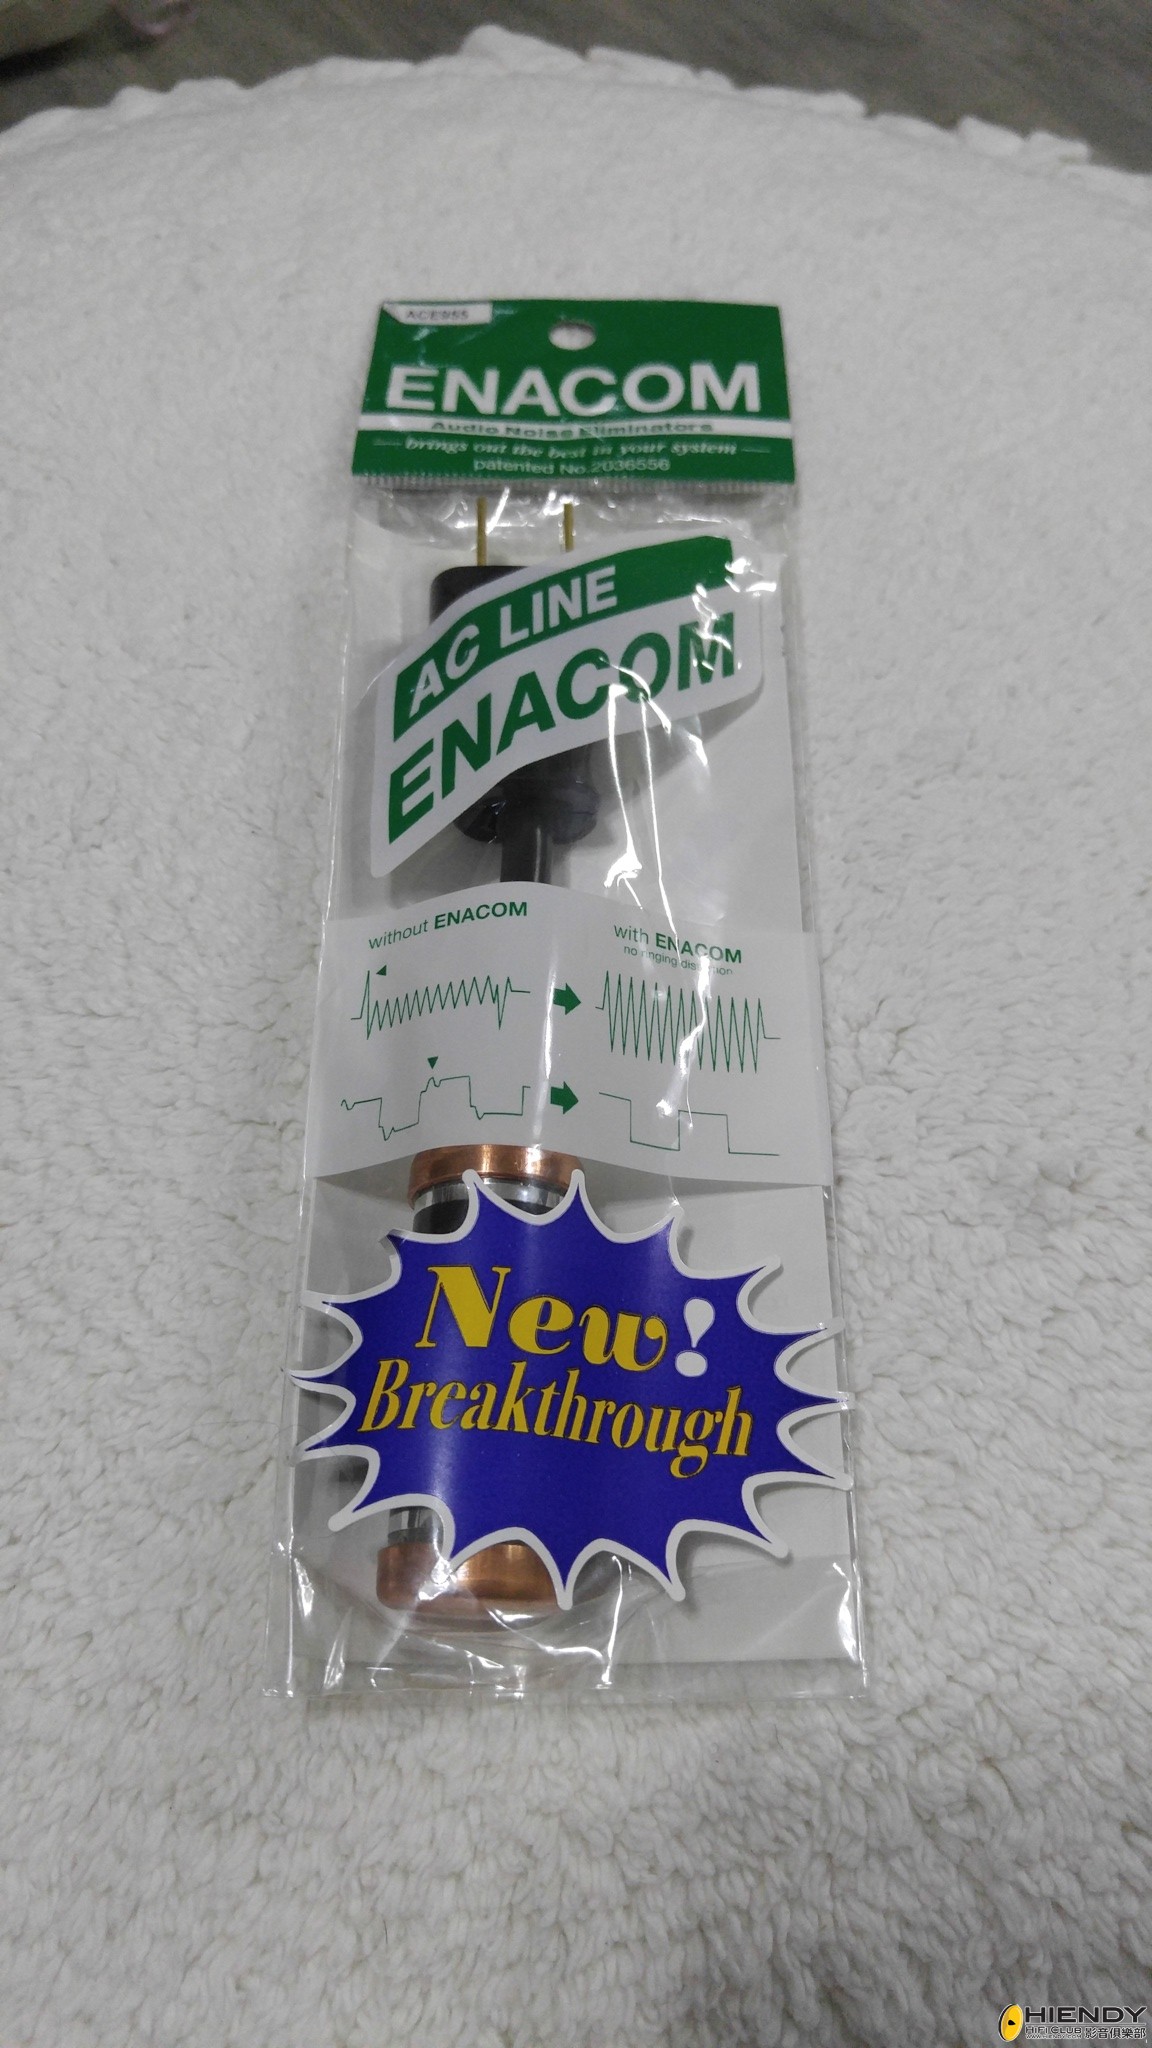 ACE955
ENACOM
Audio Noise Eliminators
brings out the best in your system
patented No.2036556
AC LINE
ENACOM
without ENACOM
with ENACOM
no ringing distortion
New!
Breakthrough
HIENDY
HIFICLUB 影音俱樂部